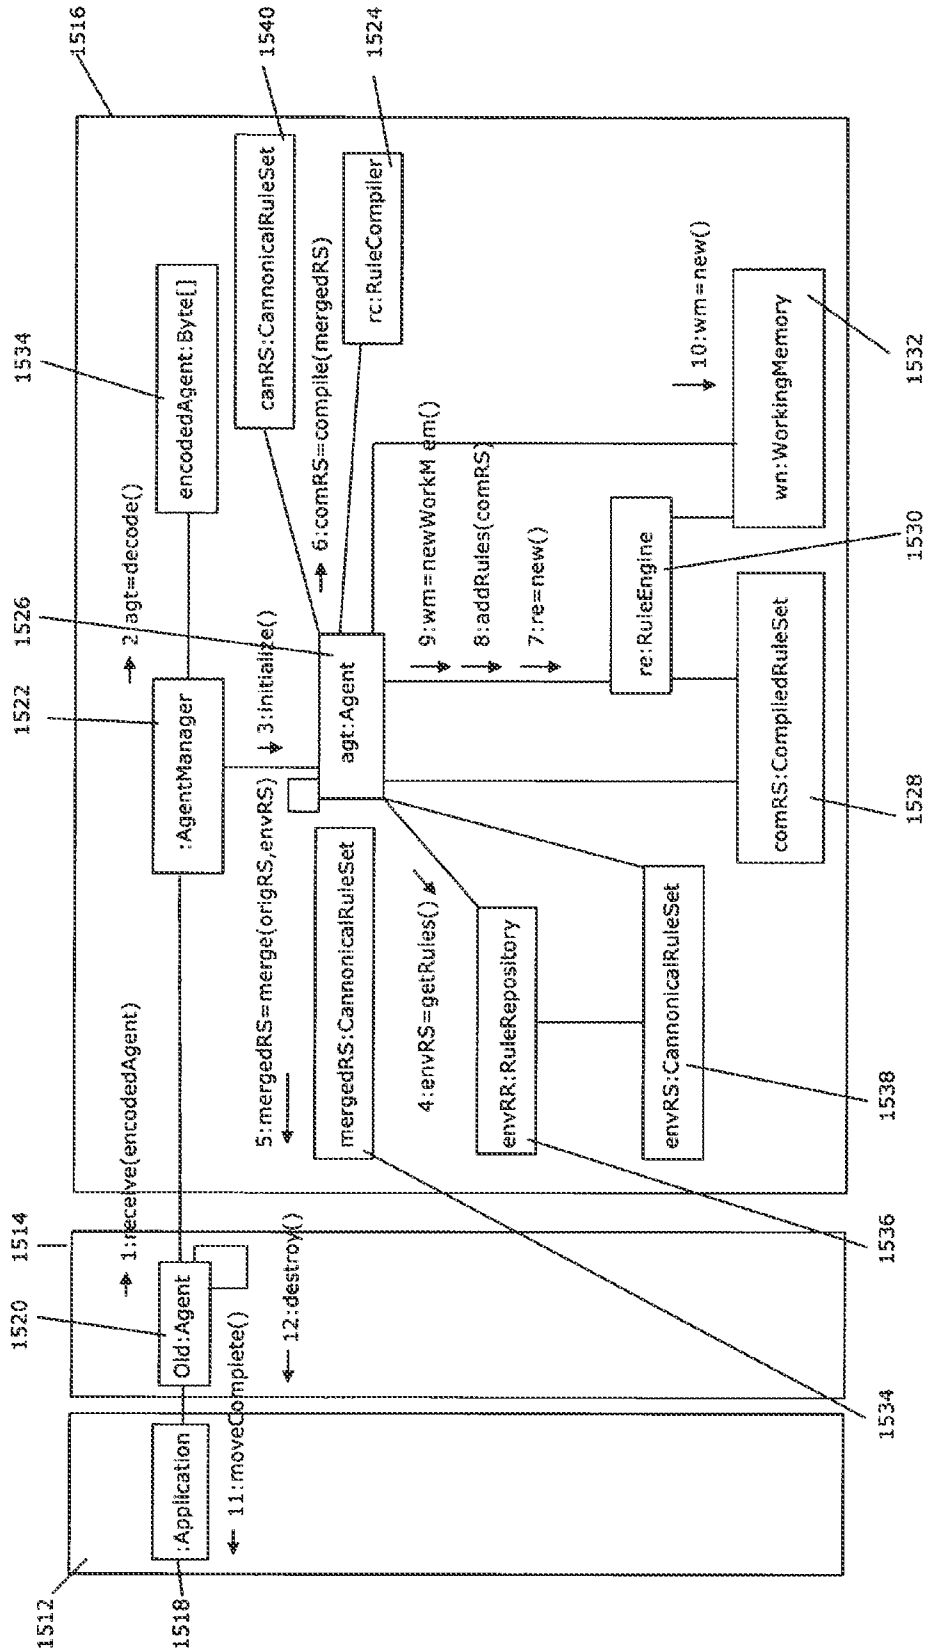 1512
1518
:Application
11:moveComplete()
1514
1520
Old:Agent
12:destroy()
1:receive(encodedAgent)
1516
1522
:AgentManager
2:agt=decode()
1534
encodedAgent:Byte[]
1526
3:initialize()
agt:Agent
1540
canRS:CannonicalRuleSet
6:comRS=compile(mergedRS)
1524
rc:RuleCompiler
5:mergedRS=merge(origRS,envRS)
mergedRS:CannonicalRuleSet
1534
4:envRS=getRules()
envRR:RuleRepository
1536
envRS:CannonicalRuleSet
1538
9:wm=newWorkM em()
8:addRules(comRS)
7:re=new()
re:RuleEngine
1530
comRS:CompiledRuleSet
1528
10:wm=new()
wn:WorkingMemory
1532